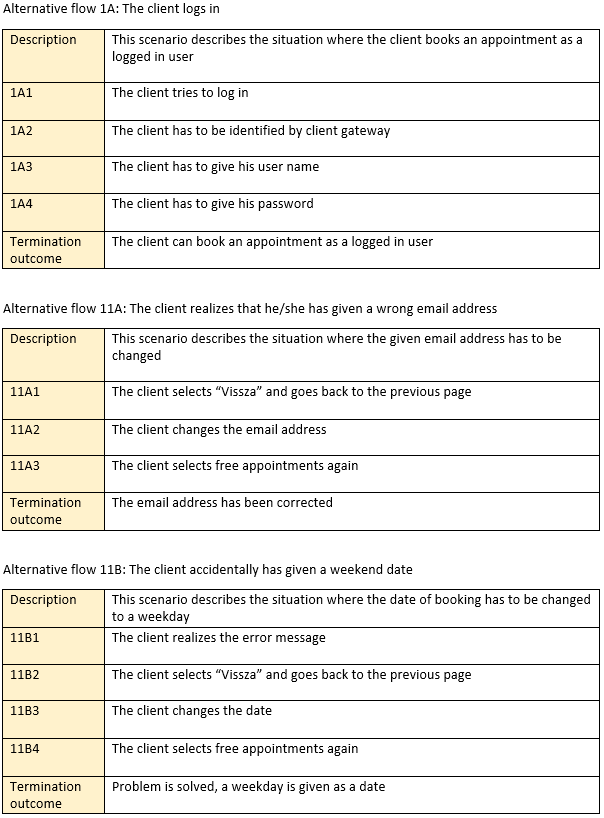 Alternative flow 1A: The client logs in
Description
This scenario describes the situation where the client books an appointment as a
logged in user
1A1
The client tries to log in
1A2
The client has to be identified by client gateway
1A3
The client has to give his user name
1A4
The client has to give his password
Termination
outcome
The client can book an appointment as a logged in user
Alternative flow 11A: The client realizes that he/she has given a wrong email address
Description
This scenario describes the situation where the given email address has to be
changed
11A1
The client selects “Vissza” and goes back to the previous page
11A2
The client changes the email address
11A3
The client selects free appointments again
Termination
outcome
The email address has been corrected
Alternative flow 11B: The client accidentally has given a weekend date
Description
This scenario describes the situation where the date of booking has to be changed
to a weekday
11B1
The client realizes the error message
11B2
The client selects “Vissza” and goes back to the previous page
11B3
The client changes the date
11B4
The client selects free appointments again
Termination
outcome
Problem is solved, a weekday is given as a date